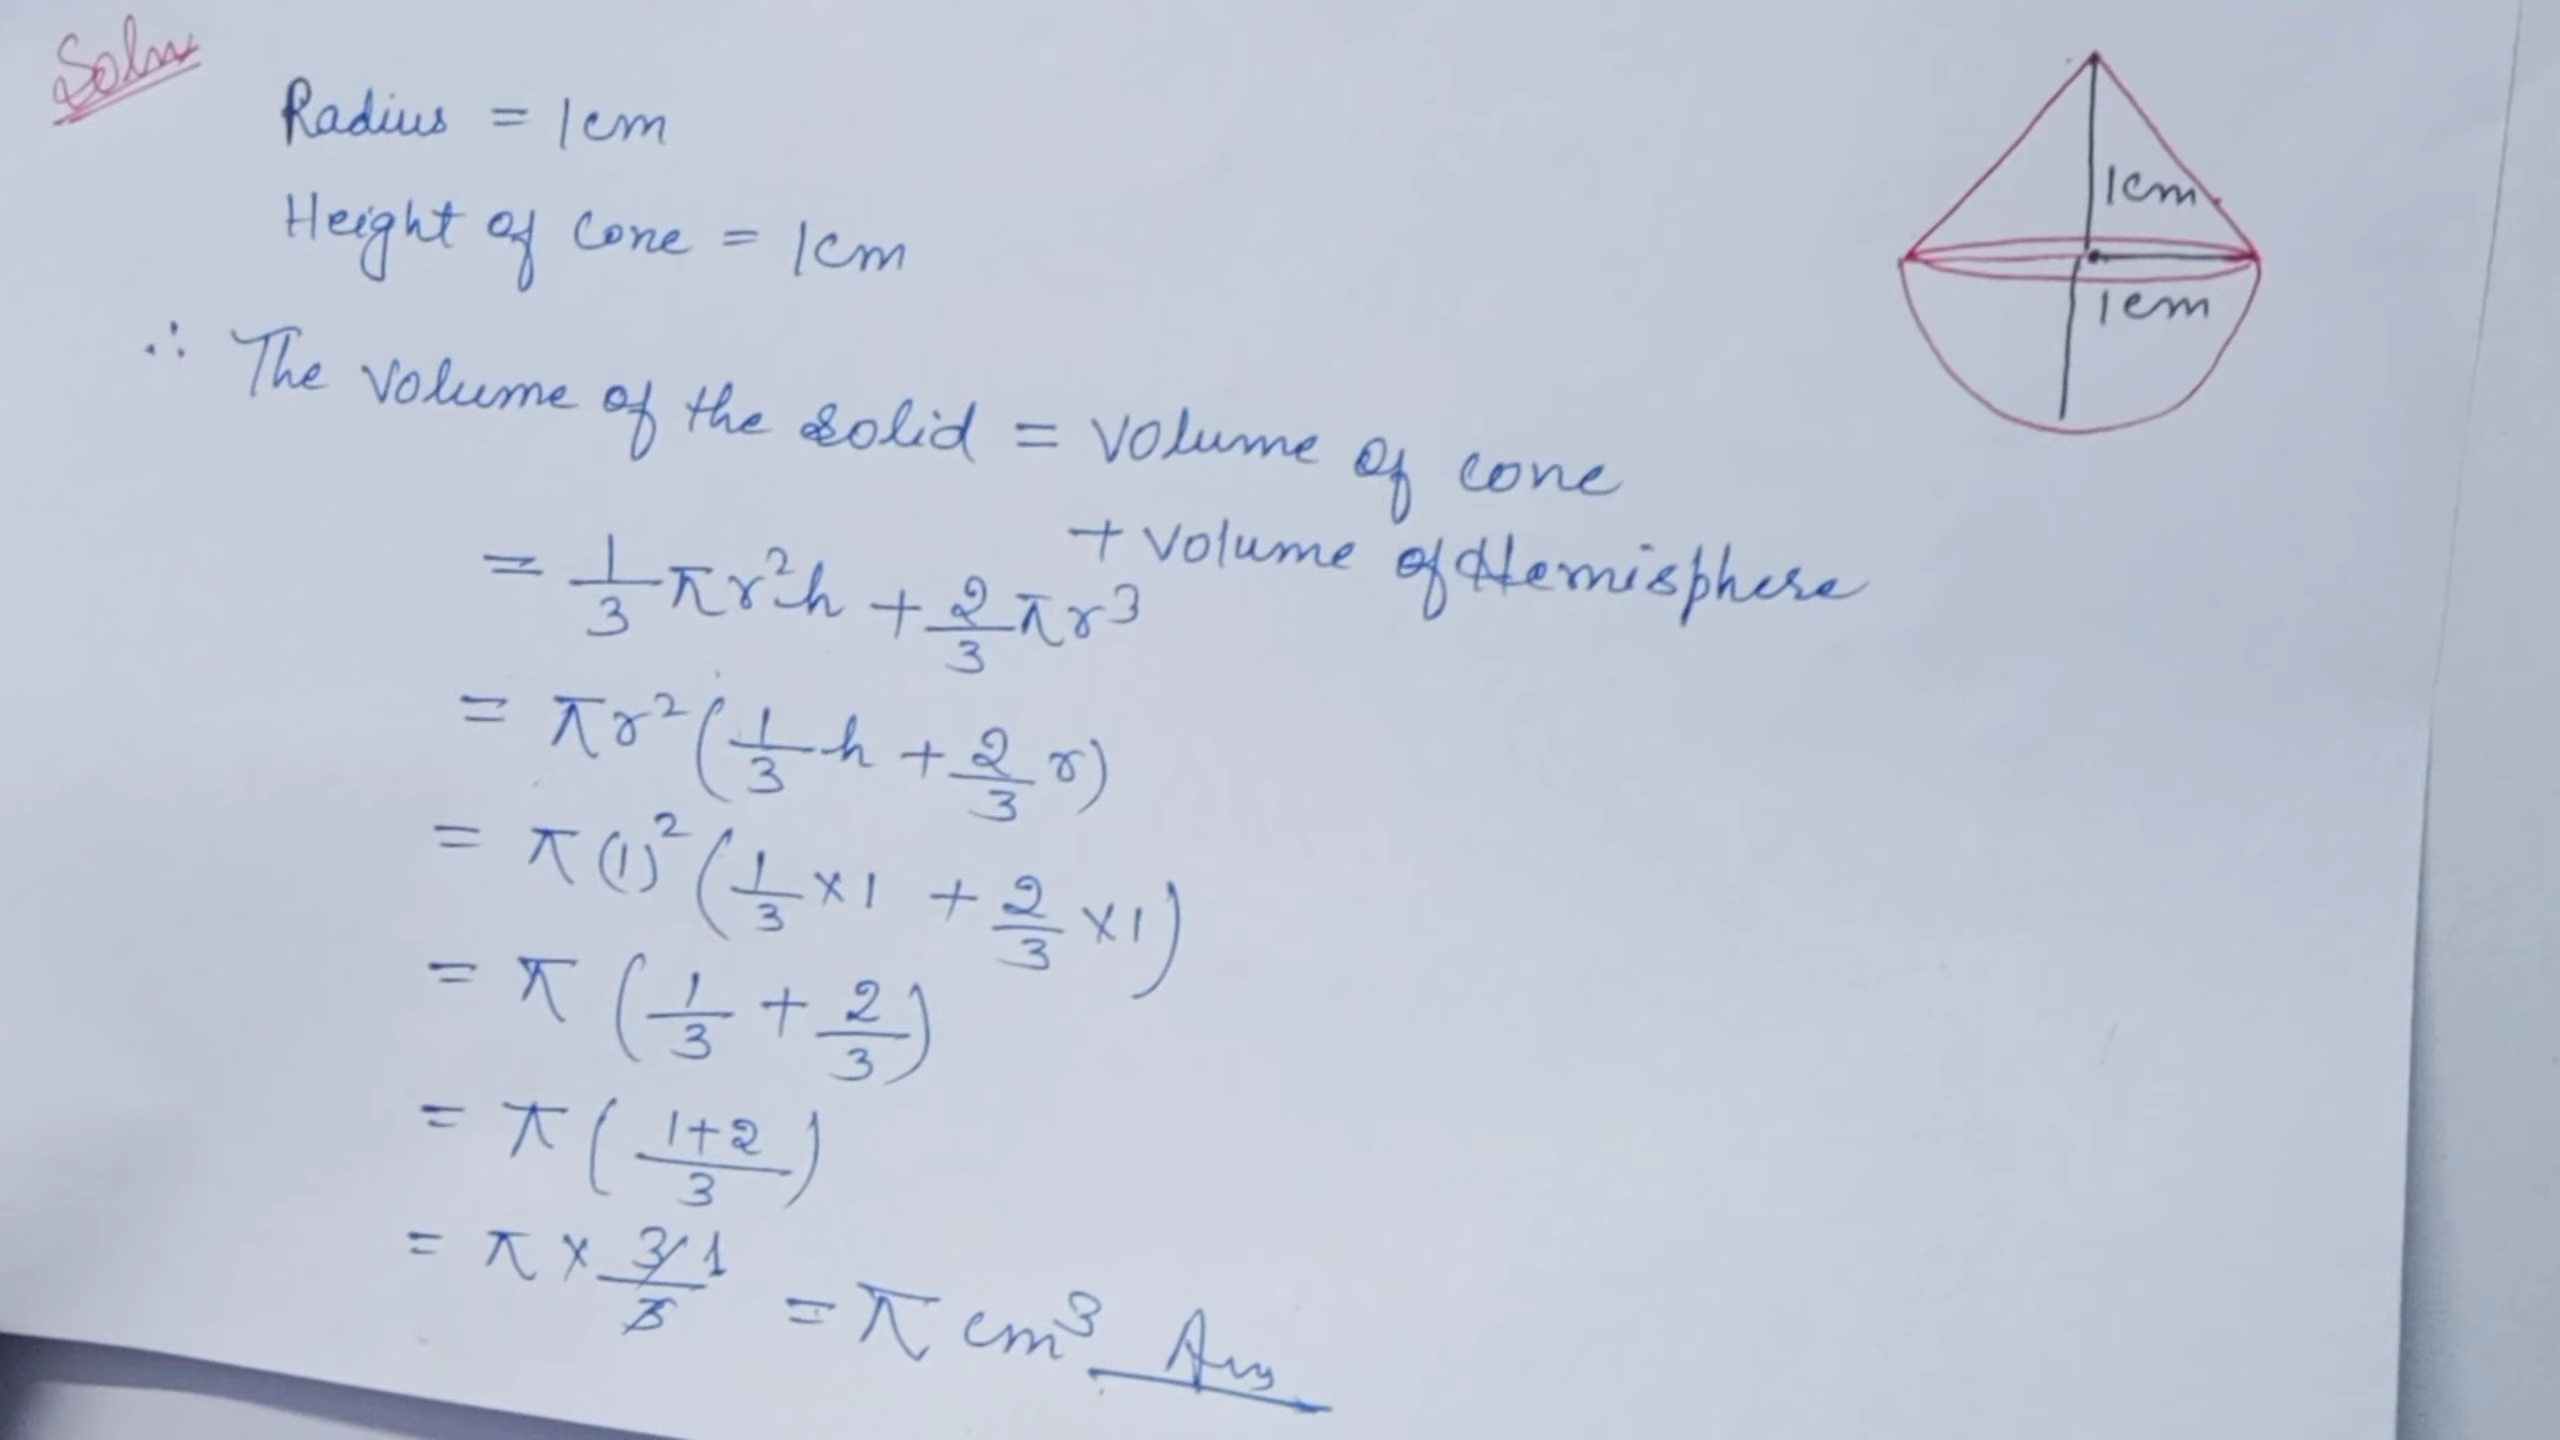 Soln
Radius = 1cm
Height of cone = 1cm
∴ The volume of the solid = volume of cone
+ volume of Hemisphere
= 1/3 πr²h + 2/3 πr³
= πr² (1/3 h + 2/3 r)
= π (1)² (1/3 × 1 + 2/3 × 1)
= π (1/3 + 2/3)
= π ( 1+2 / 3 )
= π × 3/3 1 = π cm³ Ans
1cm
1cm